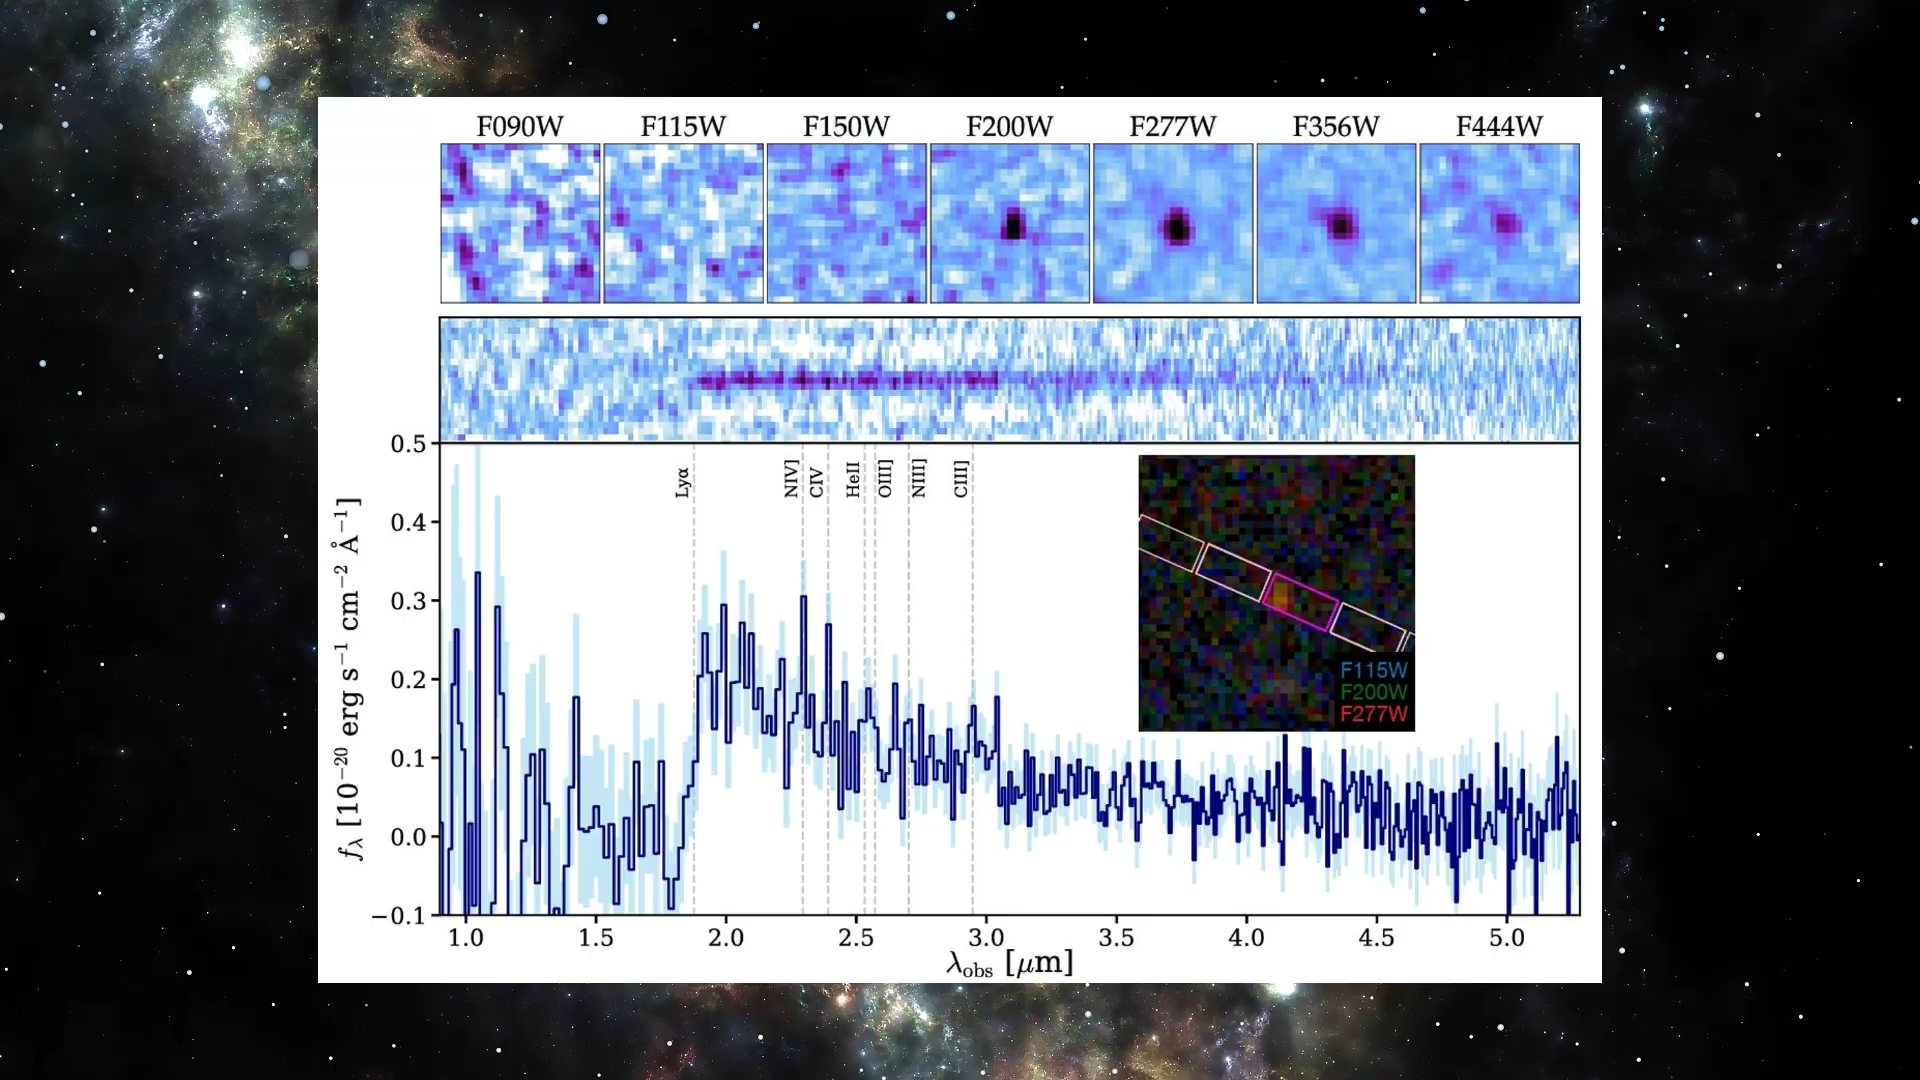 F090W F115W F150W F200W F277W F356W F444W
Lyα NIV] CIV HeII OIII] NIII] CIII]
F115W
F200W
F277W
0.5
0.4
0.3
0.2
0.1
0.0
−0.1
fλ [10⁻²⁰ erg s⁻¹ cm⁻² Å⁻¹]
1.0 1.5 2.0 2.5 3.0 3.5 4.0 4.5 5.0
λobs [μm]